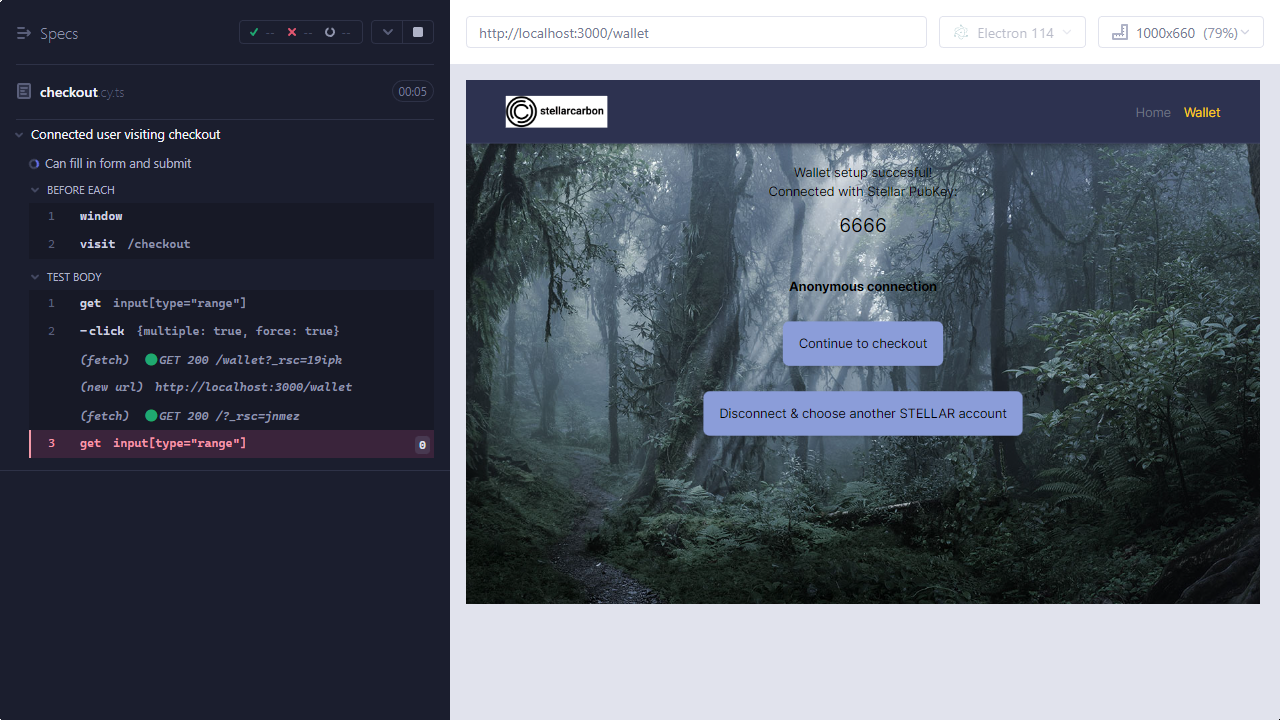 Specs
-- -- --
checkout.cy.ts 00:05
Connected user visiting checkout
Can fill in form and submit
BEFORE EACH
1 window
2 visit /checkout
TEST BODY
1 get input[type="range"]
2 -click {multiple: true, force: true}
(fetch) GET 200 /wallet?_rsc=19ipk
(new url) http://localhost:3000/wallet
(fetch) GET 200 /?_rsc=jnmez
3 get input[type="range"] 0
http://localhost:3000/wallet
Electron 114
1000x660 (79%)
stellarcarbon
Home Wallet
Wallet setup succesful!
Connected with Stellar PubKey:
6666
Anonymous connection
Continue to checkout
Disconnect & choose another STELLAR account